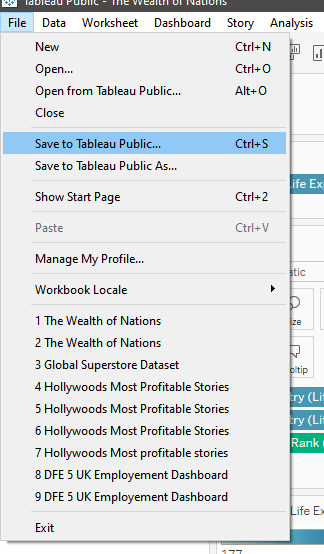 Tableau Public - The Wealth of Nations
File Data Worksheet Dashboard Story Analysis
New Ctrl+N
Open... Ctrl+O
Open from Tableau Public... Alt+O
Close
Save to Tableau Public... Ctrl+S
Life Exp
Save to Tableau Public As...
Show Start Page Ctrl+2
Paste Ctrl+V
Manage My Profile...
atic
Workbook Locale
ize
1 The Wealth of Nations
2 The Wealth of Nations
oltip
3 Global Superstore Dataset
4 Hollywoods Most Profitable Stories
try (Lif
5 Hollywoods Most Profitable Stories
try (Lif
6 Hollywoods Most Profitable Stories
Rank (
7 Hollywoods Most profitable stories
8 DFE 5 UK Employement Dashboard
9 DFE 5 UK Employement Dashboard
Life Exp
Exit
177